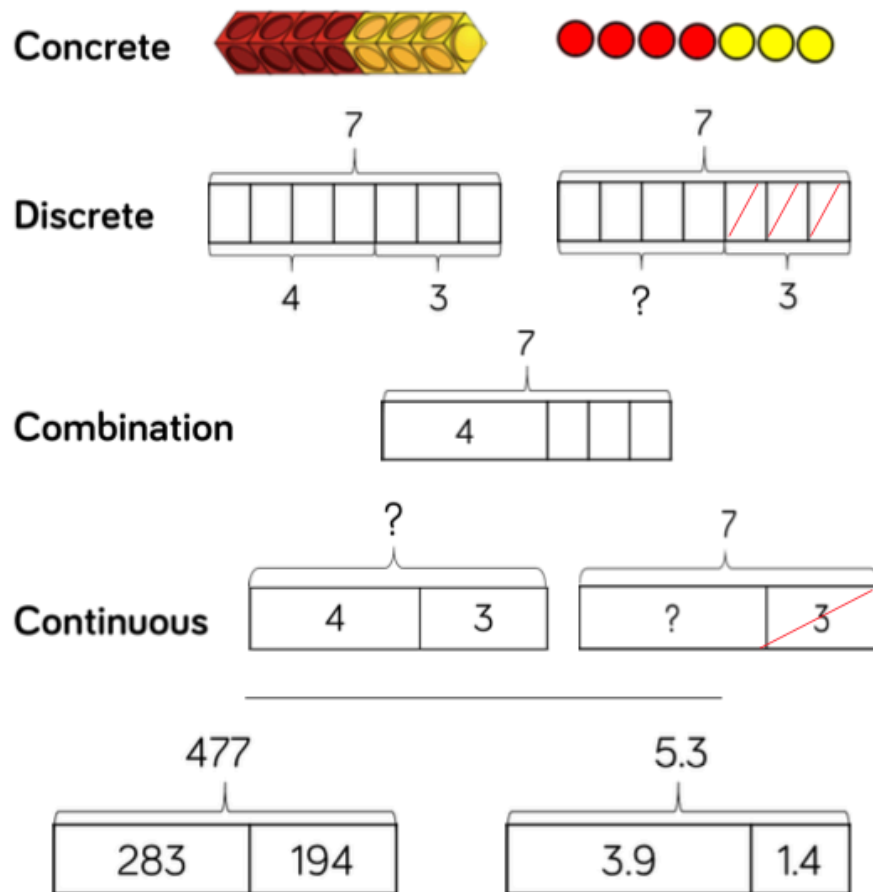 Concrete
7 7
Discrete
4 3 ? 3
7
Combination
4
? 7
Continuous
4 3 ? 3
477 5.3
283 194 3.9 1.4